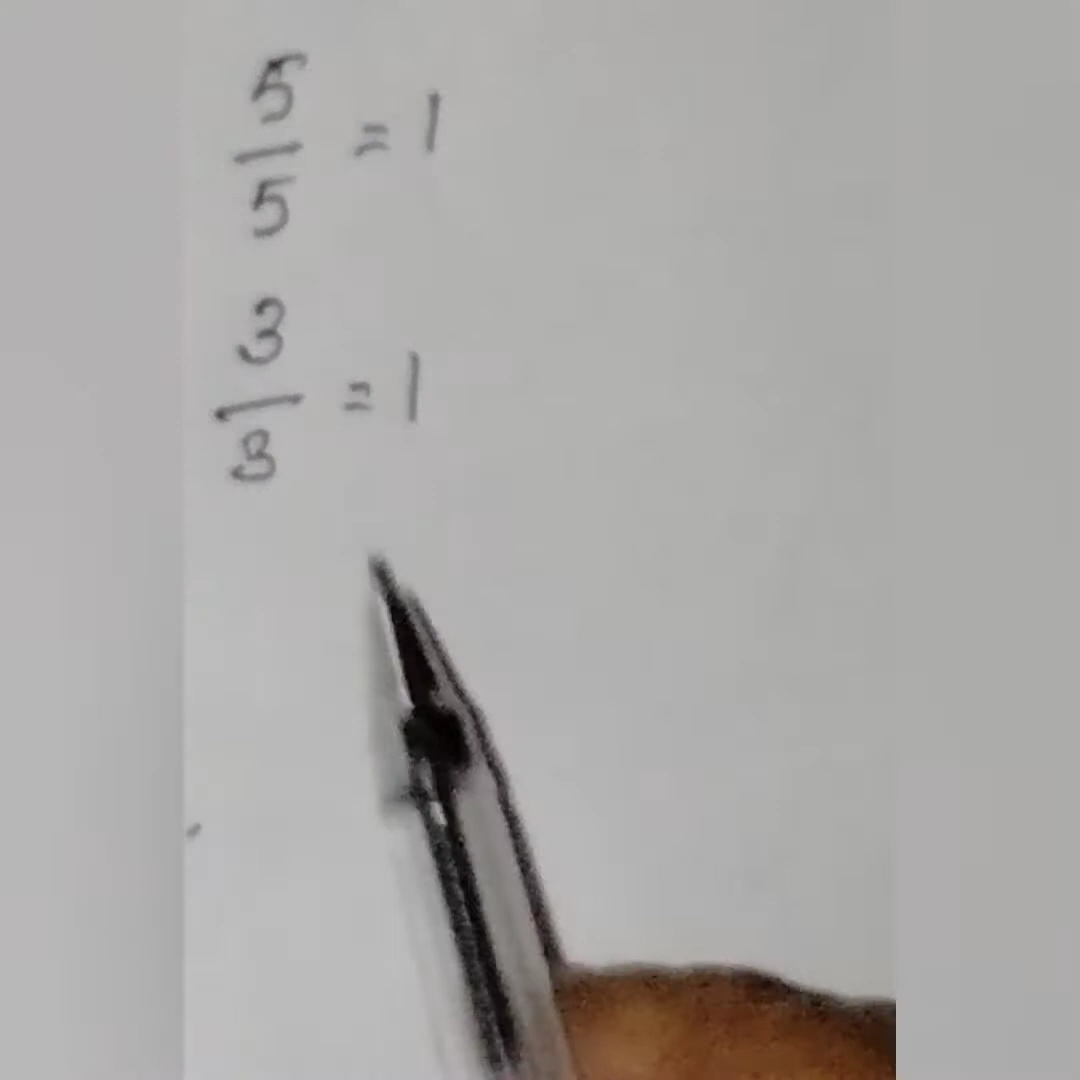 5/5 = 1
3/3 = 1